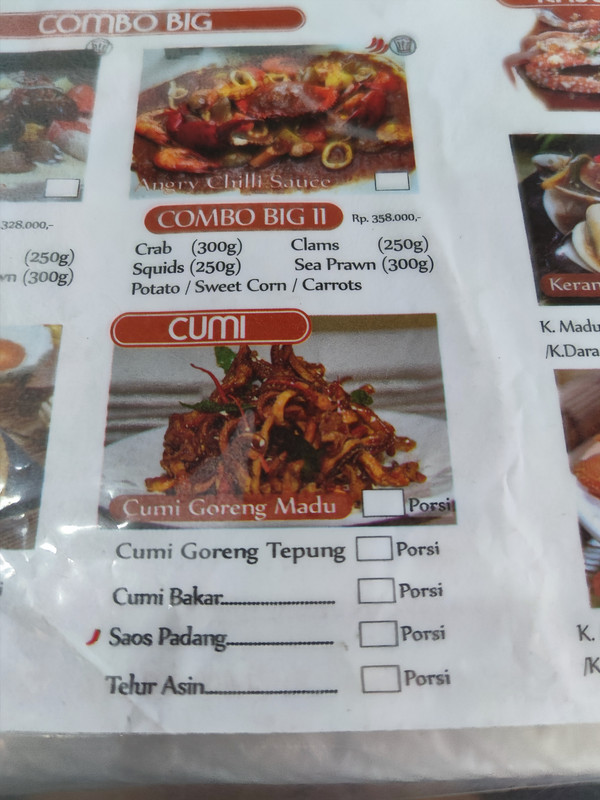 COMBO BIG
Angry Chilli Sauce
COMBO BIG II Rp. 358.000,-
328.000,-
Crab (300g) Clams (250g)
(250g)
Squids (250g) Sea Prawn (300g)
(300g)
Potato / Sweet Corn / Carrots
CUMI
Cumi Goreng Madu Porsi
Cumi Goreng Tepung Porsi
Cumi Bakar Porsi
Saos Padang Porsi
Telur Asin Porsi
K. Madu
/K.Dara
K.
/K